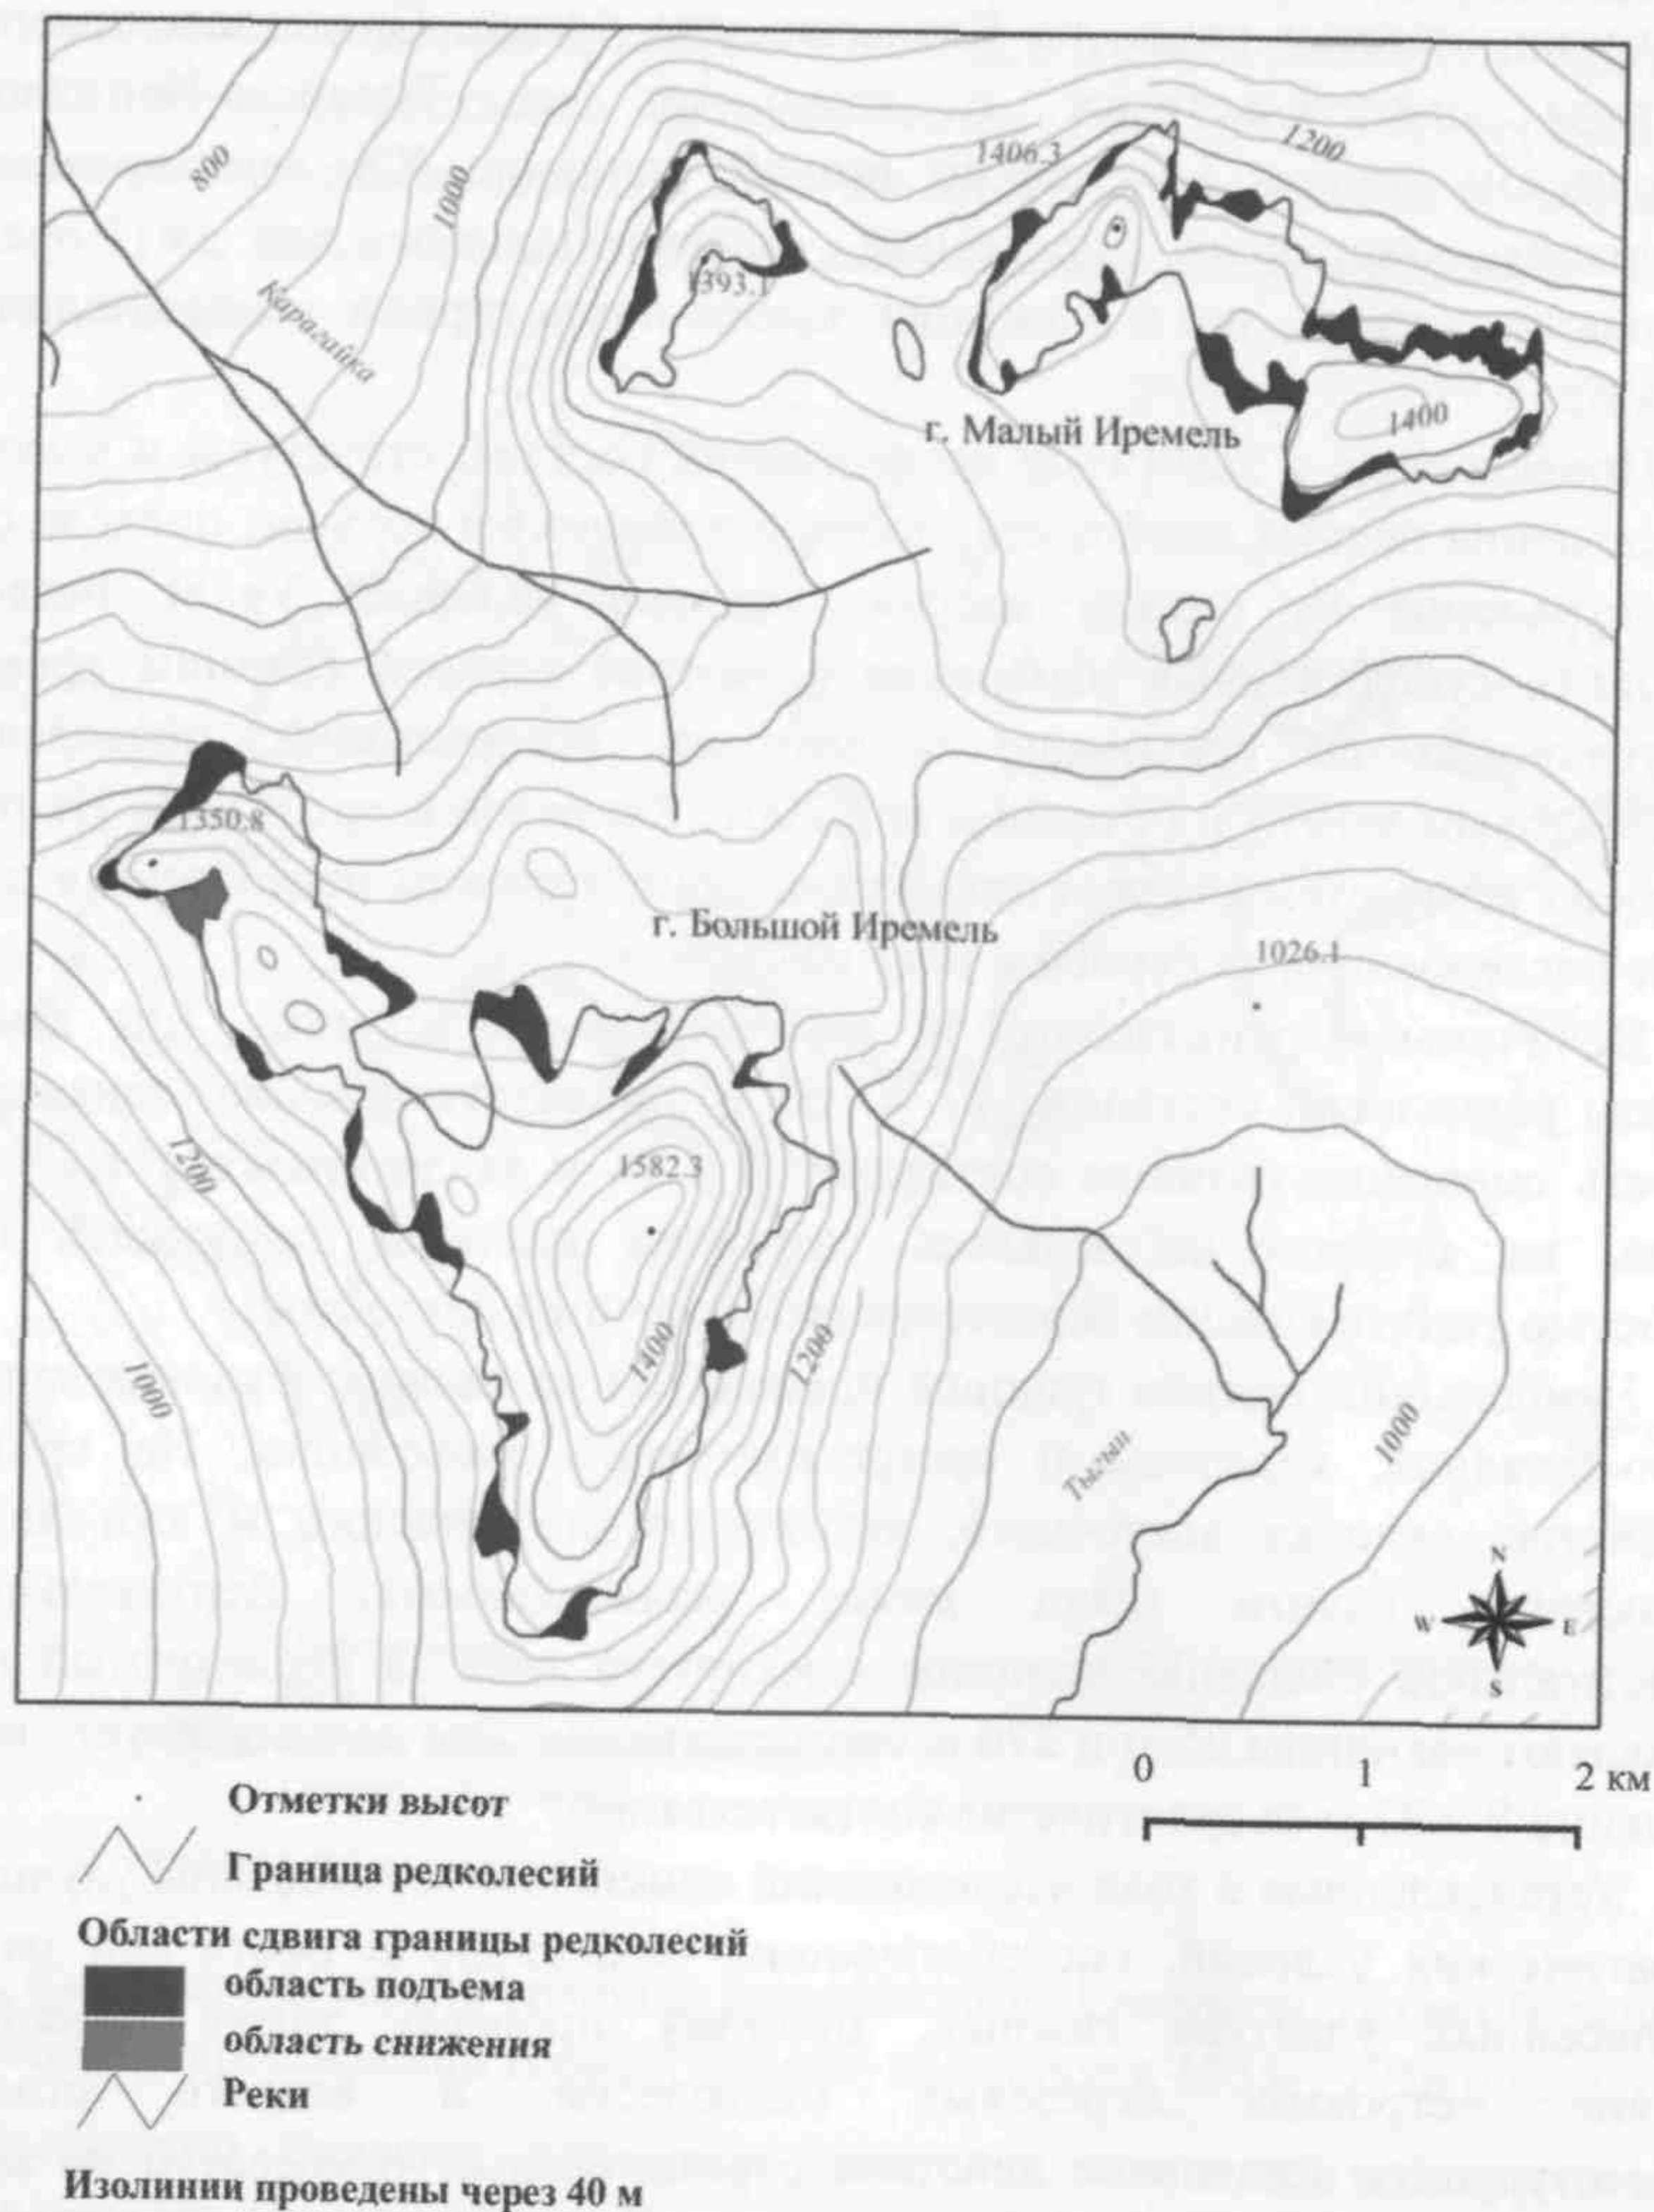 1406.3
1200
800
1000
Карагайка
1393.1
г. Малый Иремель
1400
1350.8
г. Большой Иремель
1026.1
1200
1582.3
1400
1200
1000
1000
Тыгын
N
W E
S
0 1 2 км
Отметки высот
Граница редколесий
Области сдвига границы редколесий
область подъема
область снижения
Реки
Изолинии проведены через 40 м